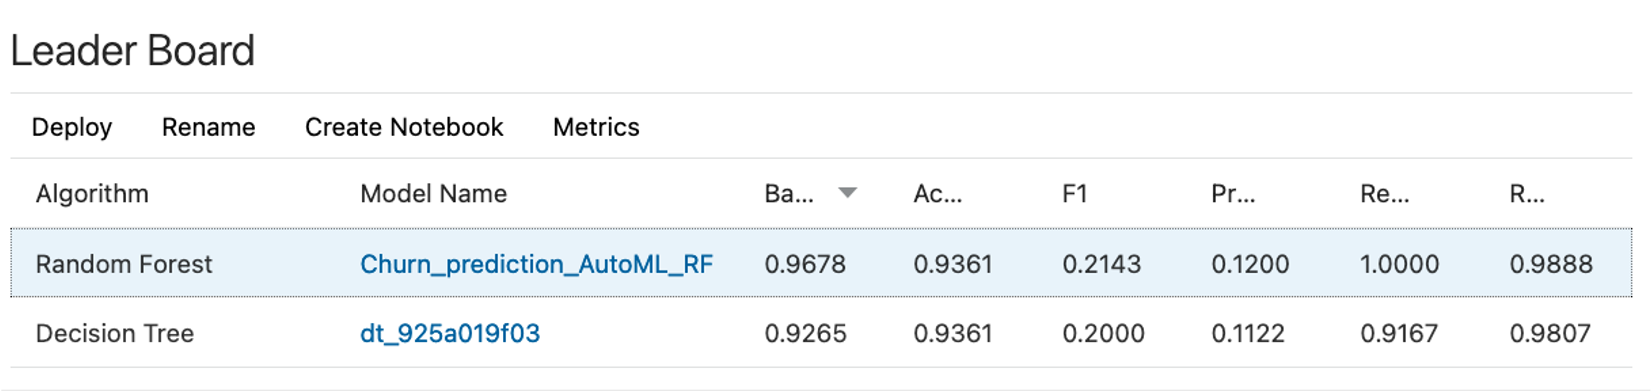 Leader Board
Deploy Rename Create Notebook Metrics
Algorithm Model Name Ba... Ac... F1 Pr... Re... R...
Random Forest Churn_prediction_AutoML_RF 0.9678 0.9361 0.2143 0.1200 1.0000 0.9888
Decision Tree dt_925a019f03 0.9265 0.9361 0.2000 0.1122 0.9167 0.9807